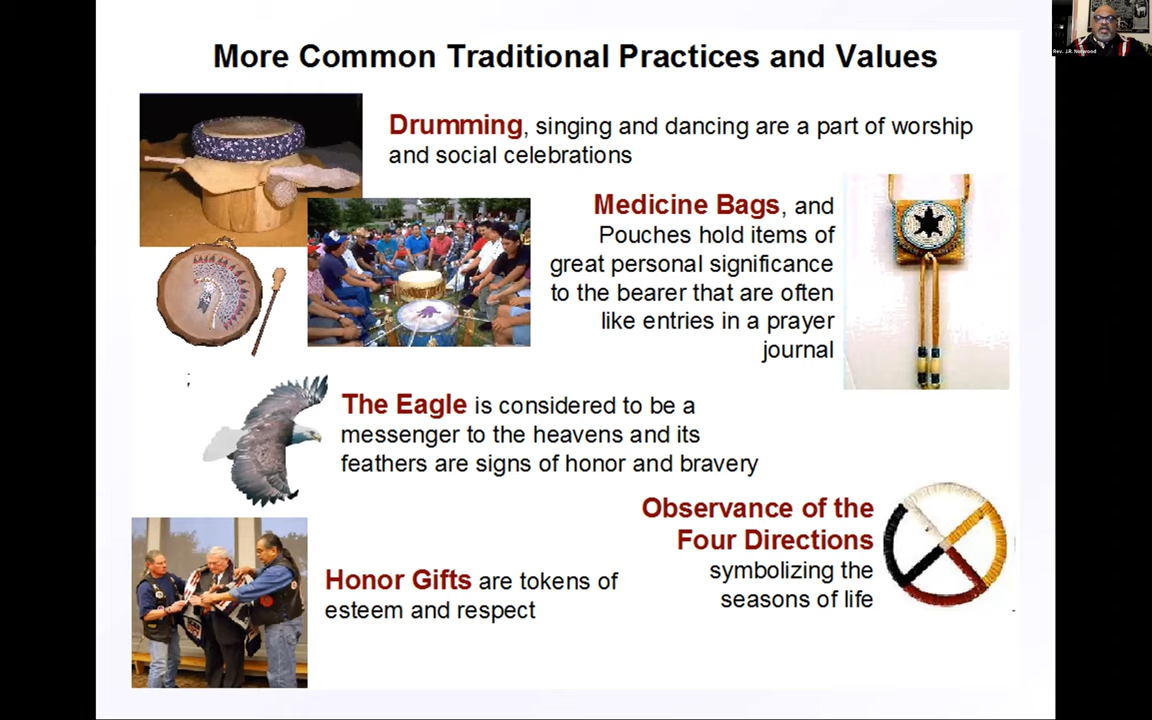 More Common Traditional Practices and Values
Drumming, singing and dancing are a part of worship
and social celebrations
Medicine Bags, and
Pouches hold items of
great personal significance
to the bearer that are often
like entries in a prayer
journal
;
The Eagle is considered to be a
messenger to the heavens and its
feathers are signs of honor and bravery
Observance of the
Four Directions
symbolizing the
seasons of life
Honor Gifts are tokens of
esteem and respect
Rev. J.R. Norwood